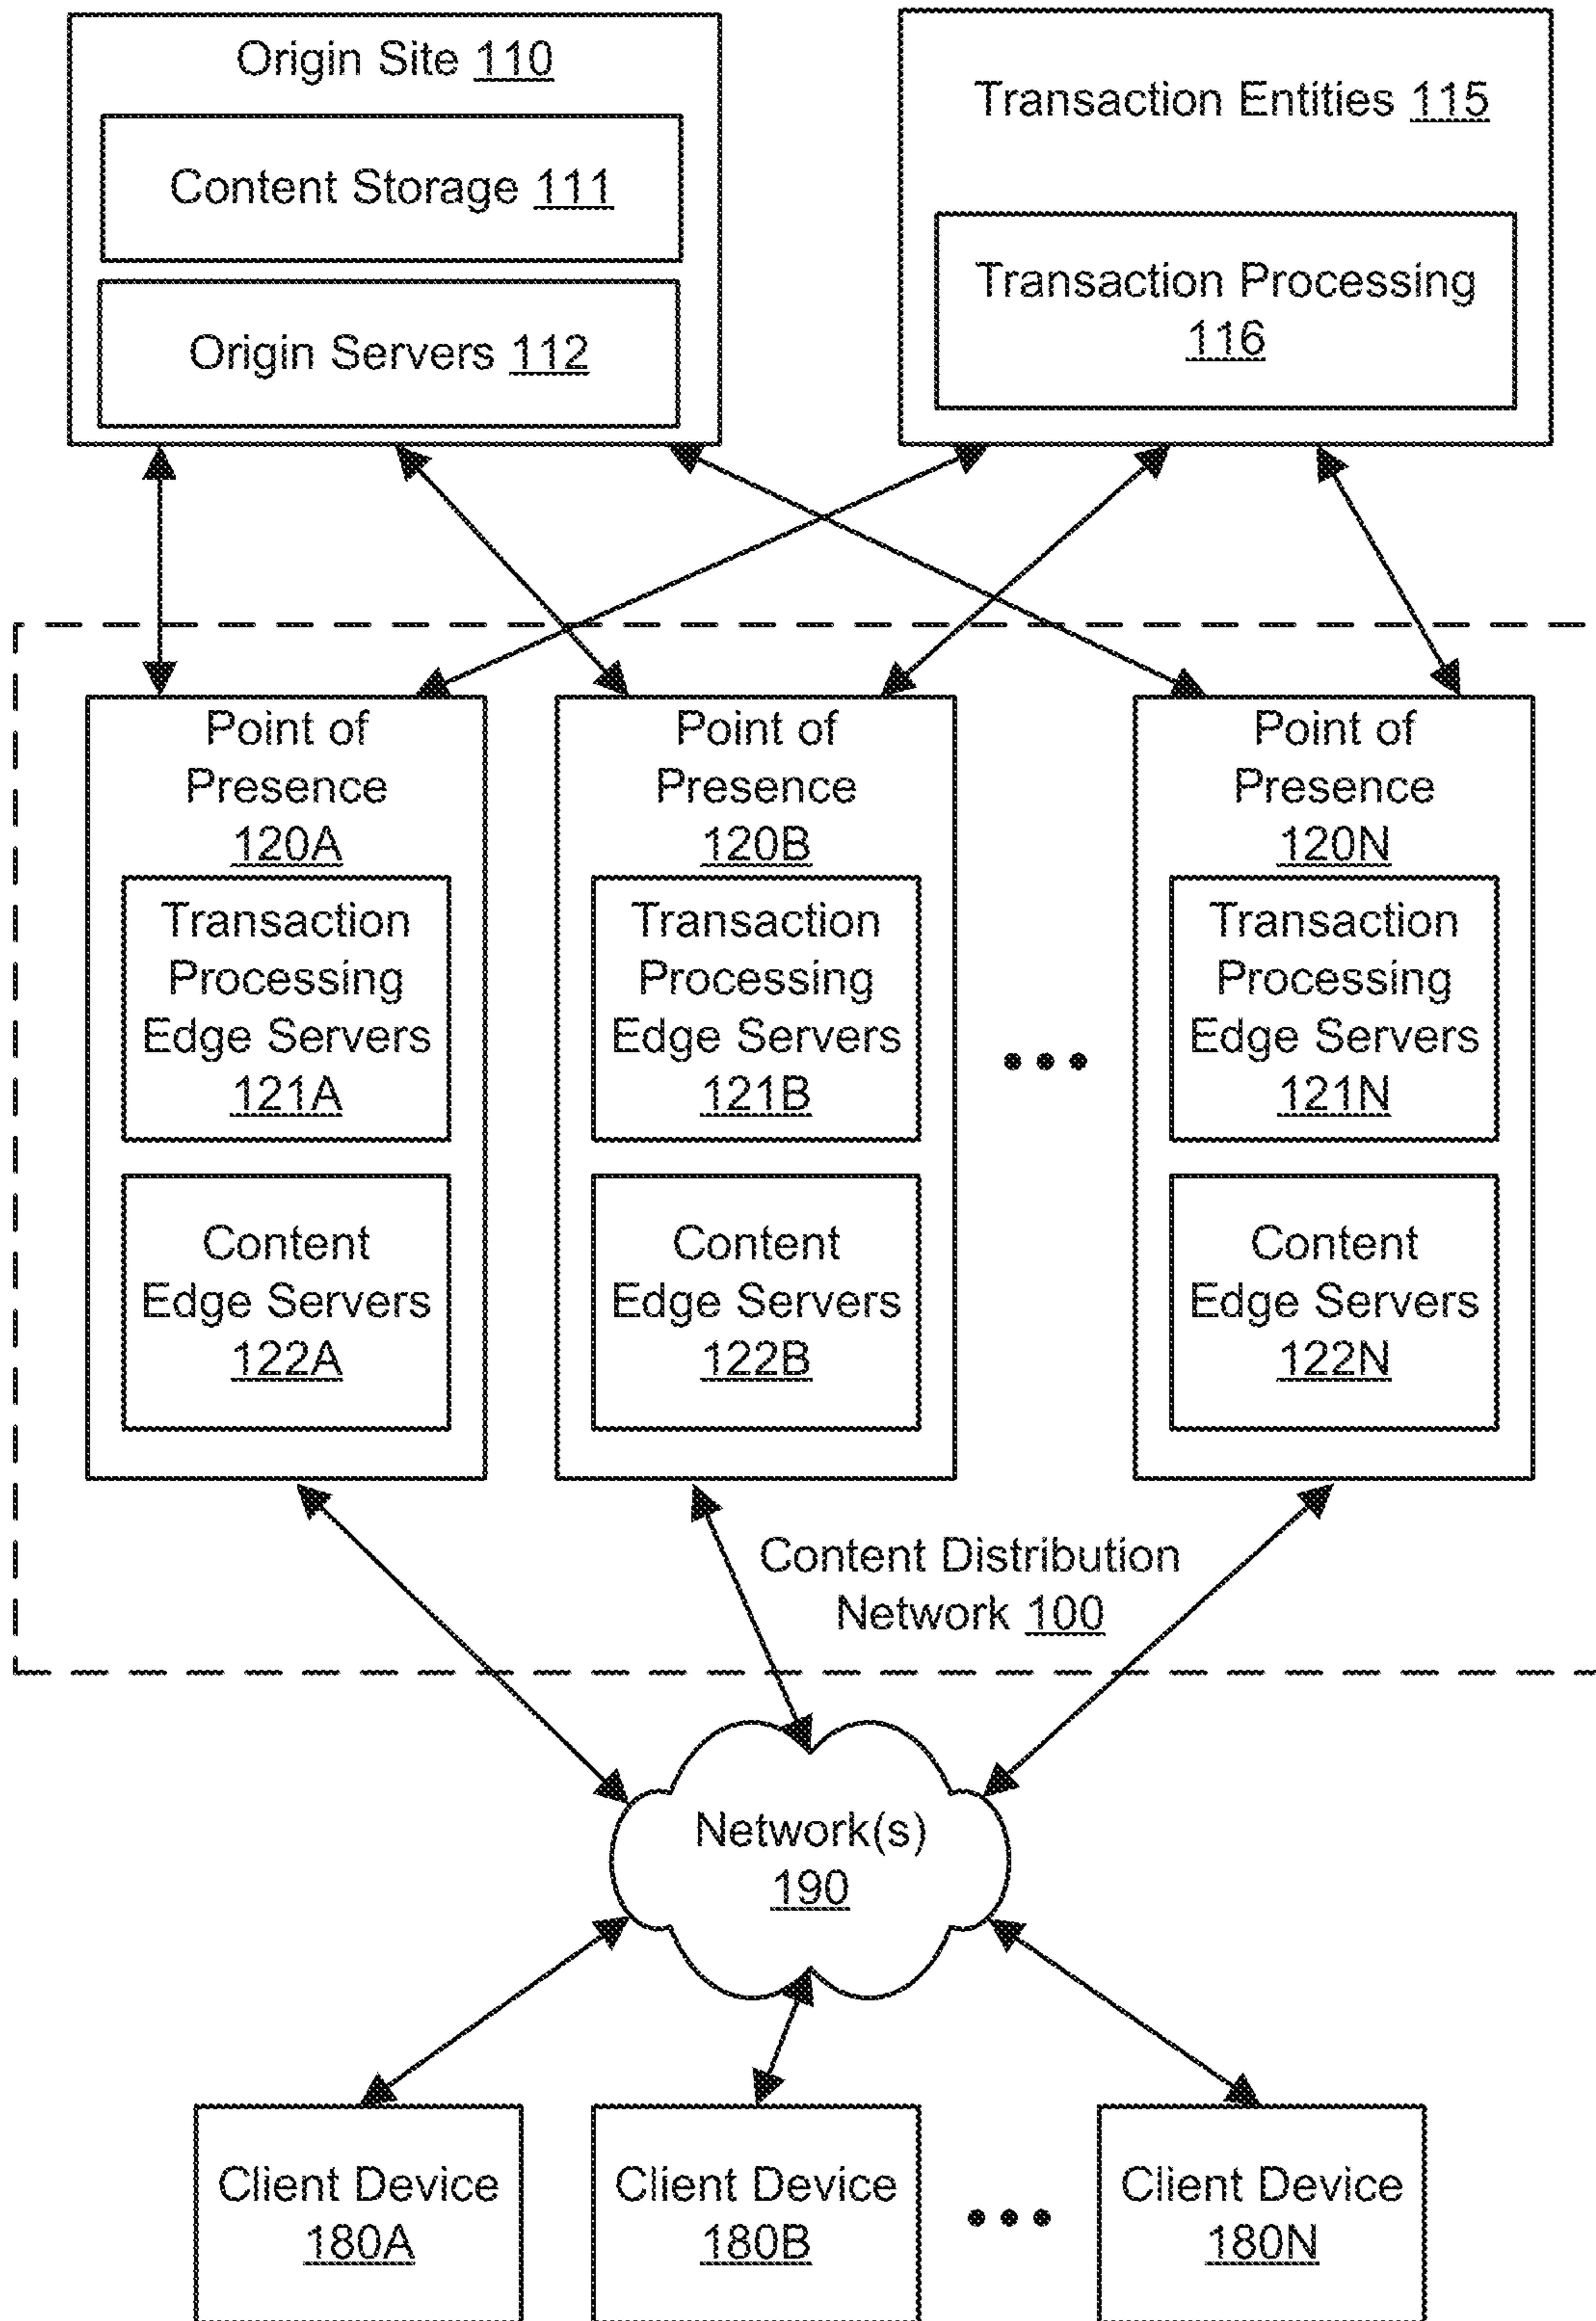 Origin Site 110
Content Storage 111
Origin Servers 112
Transaction Entities 115
Transaction Processing
116
Point of
Presence
120A
Transaction
Processing
Edge Servers
121A
Content
Edge Servers
122A
Point of
Presence
120B
Transaction
Processing
Edge Servers
121B
Content
Edge Servers
122B
Point of
Presence
120N
Transaction
Processing
Edge Servers
121N
Content
Edge Servers
122N
Content Distribution
Network 100
Network(s)
190
Client Device
180A
Client Device
180B
Client Device
180N